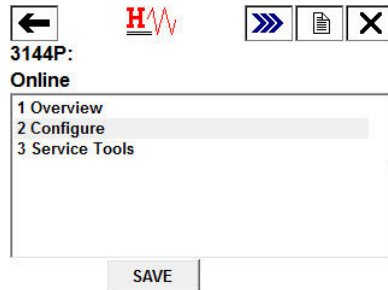 H
3144P:
Online
1 Overview
2 Configure
3 Service Tools
SAVE